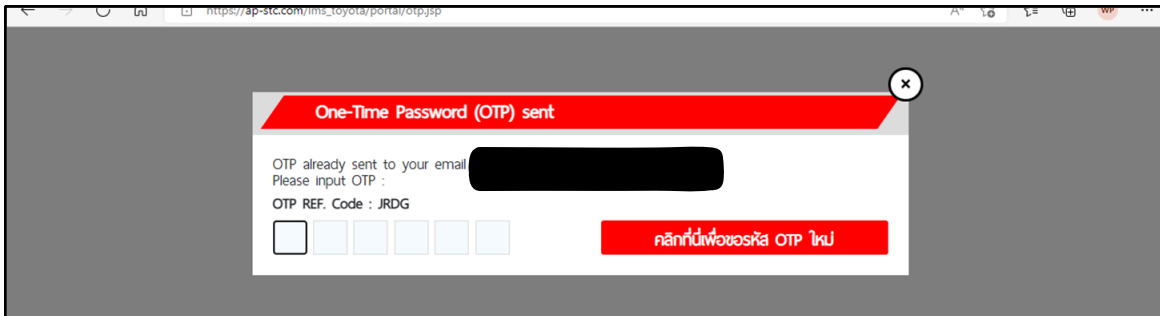 https://ap-stc.com/lms_toyota/portal/otp.jsp
WP
One-Time Password (OTP) sent
OTP already sent to your email
Please input OTP :
OTP REF. Code : JRDG
คลิกที่นี่เพื่อขอรหัส OTP ใหม่